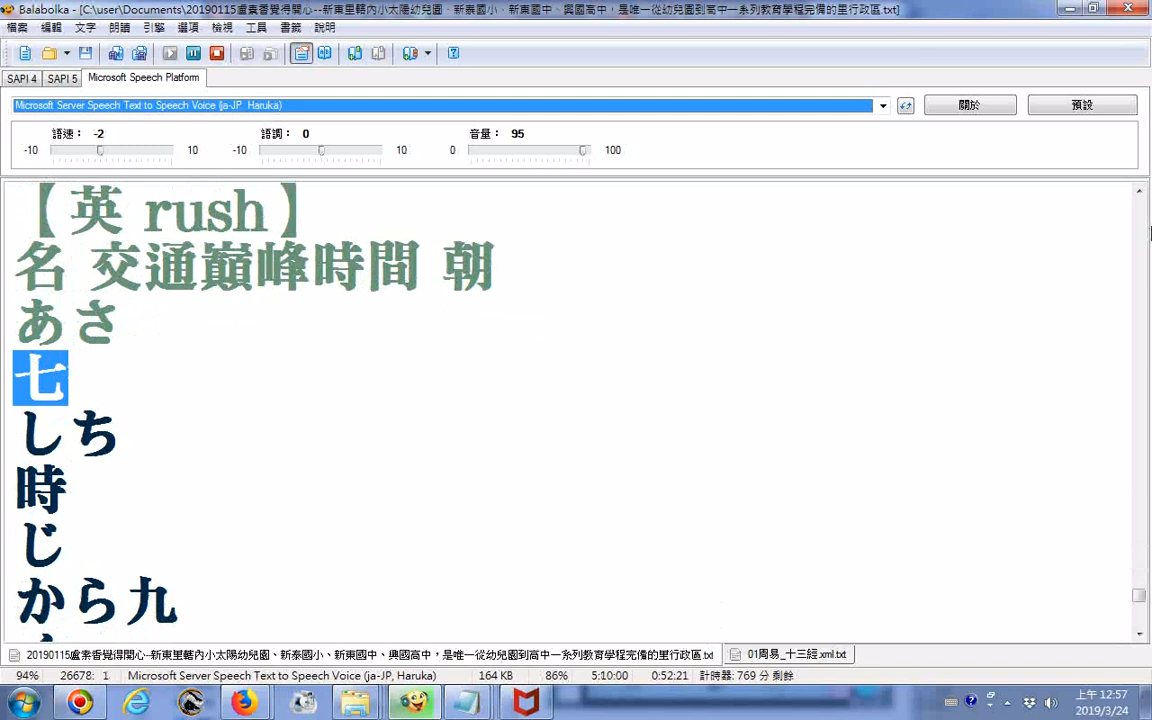 Balabolka - [C:\user\Documents\20190115盧素香覺得開心--新東里轄內小太陽幼兒園、新泰國小、新東國中、興國高中，是唯一從幼兒園到高中一系列教育學程完備的里行政區.txt]
檔案 編輯 文字 朗讀 引擎 選項 檢視 工具 書籤 說明
SAPI 4 SAPI 5 Microsoft Speech Platform
Microsoft Server Speech Text to Speech Voice (ja-JP, Haruka) 關於 預設
語速： -2 語調： 0 音量： 95
-10 10 -10 10 0 100
【英 rush】
名 交通巔峰時間 朝
あさ
七
しち
時
じ
から九
20190115盧素香覺得開心--新東里轄內小太陽幼兒園、新泰國小、新東國中、興國高中，是唯一從幼兒園到高中一系列教育學程完備的里行政區.txt 01周易_十三經.xml.txt
94% 26678: 1 Microsoft Server Speech Text to Speech Voice (ja-JP, Haruka) 164 KB 86% 5:10:00 0:52:21 計時器: 769 分 剩餘
上午 12:57
2019/3/24